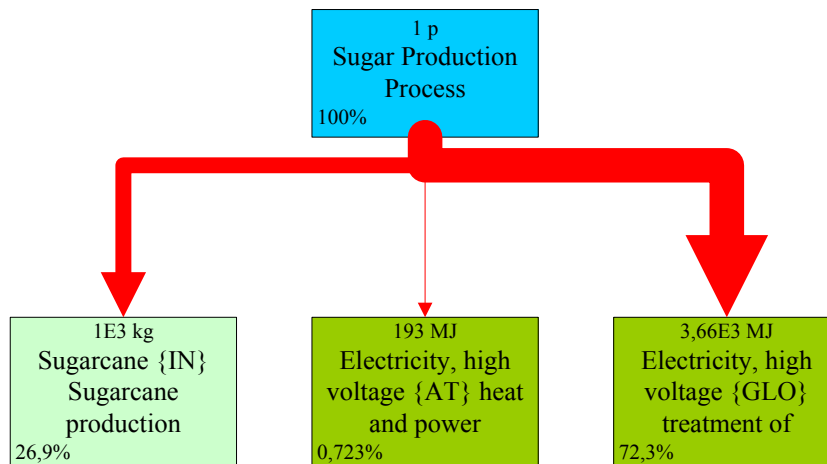 1 p
Sugar Production
Process
100%
1E3 kg
Sugarcane {IN}
Sugarcane
production
26,9%
193 MJ
Electricity, high
voltage {AT} heat
and power
0,723%
3,66E3 MJ
Electricity, high
voltage {GLO}
treatment of
72,3%